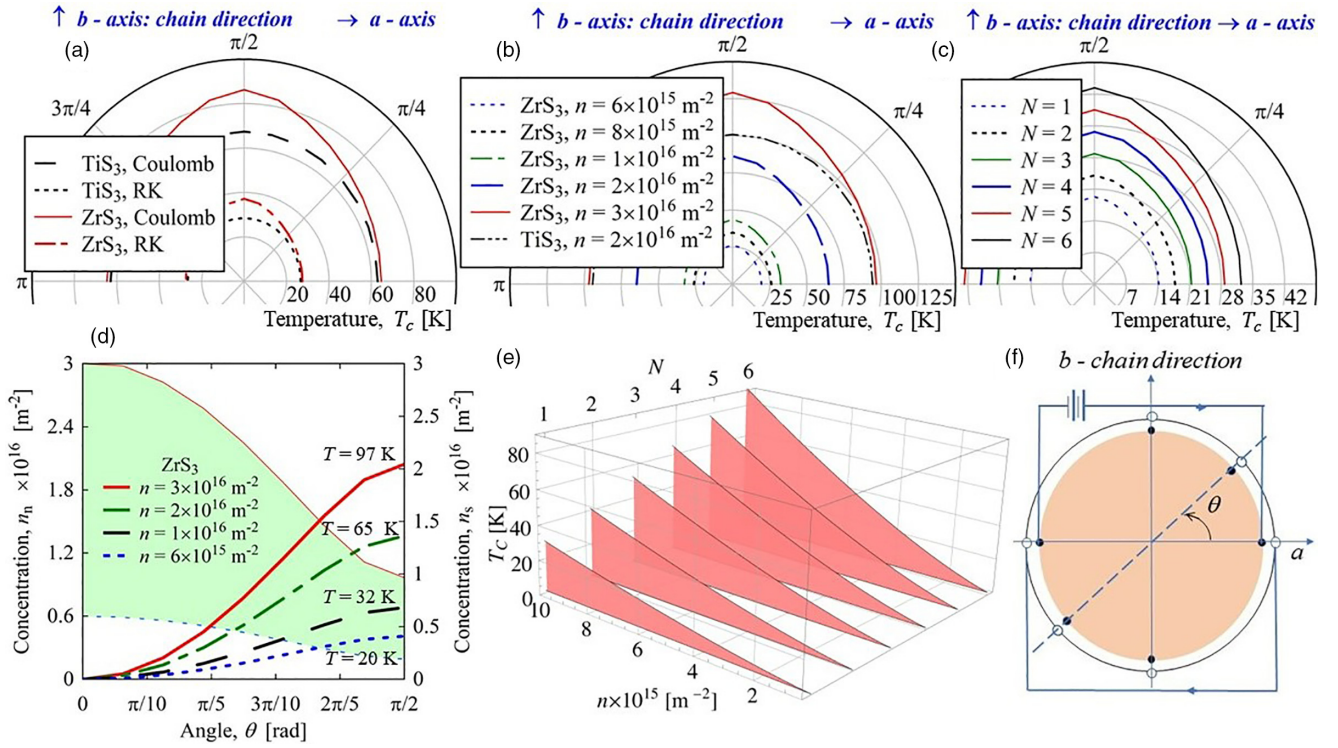 ↑ b - axis: chain direction → a - axis
(a)
π/2
3π/4
π/4
TiS3, Coulomb
TiS3, RK
ZrS3, Coulomb
ZrS3, RK
π
20 40 60 80
Temperature, Tc [K]
↑ b - axis: chain direction → a - axis
(b)
π/2
π/4
ZrS3, n = 6×10^15 m^-2
ZrS3, n = 8×10^15 m^-2
ZrS3, n = 1×10^16 m^-2
ZrS3, n = 2×10^16 m^-2
ZrS3, n = 3×10^16 m^-2
TiS3, n = 2×10^16 m^-2
π
25 50 75 100 125
Temperature, Tc [K]
↑ b - axis: chain direction → a - axis
(c)
π/2
π/4
N = 1
N = 2
N = 3
N = 4
N = 5
N = 6
π
7 14 21 28 35 42
Temperature, Tc [K]
(d)
Concentration, nn ×10^16 [m^-2]
3
2.4
1.8
1.2
0.6
0
ZrS3
n = 3×10^16 m^-2
n = 2×10^16 m^-2
n = 1×10^16 m^-2
n = 6×10^15 m^-2
T = 97 K
T = 65 K
T = 32 K
T = 20 K
3
2.5
2
1.5
1
0.5
0
Concentration, ns ×10^16 [m^-2]
0 π/10 π/5 3π/10 2π/5 π/2
Angle, θ [rad]
(e)
N
1 2 3 4 5 6
Tc [K]
80
60
40
20
0
10 8 6 4 2
n×10^15 [m^-2]
(f)
b - chain direction
θ
a